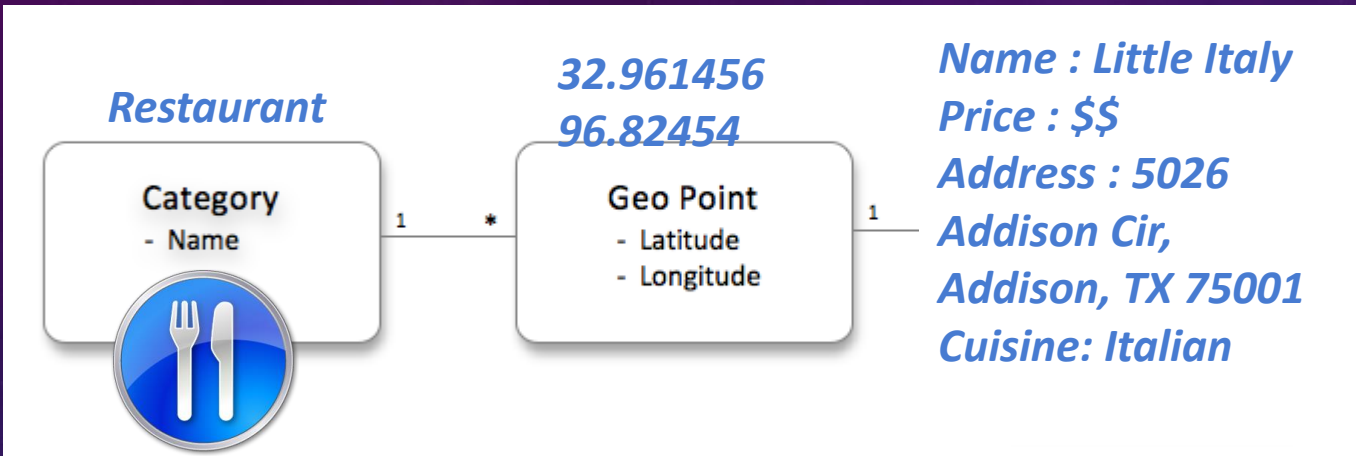 Restaurant
Category
- Name
1
*
32.961456
96.82454
Geo Point
- Latitude
- Longitude
1
Name : Little Italy
Price : $$
Address : 5026
Addison Cir,
Addison, TX 75001
Cuisine: Italian